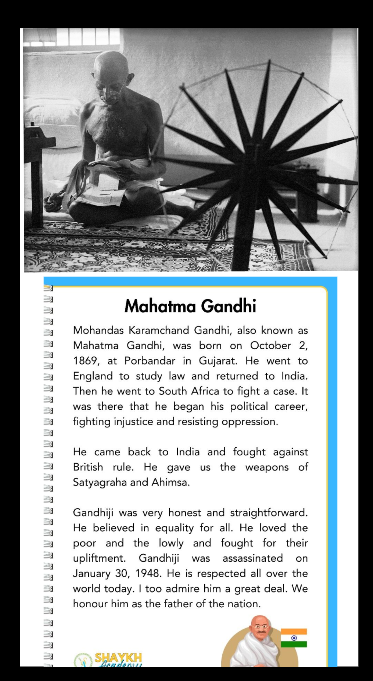 Mahatma Gandhi
Mohandas Karamchand Gandhi, also known as
Mahatma Gandhi, was born on October 2,
1869, at Porbandar in Gujarat. He went to
England to study law and returned to India.
Then he went to South Africa to fight a case. It
was there that he began his political career,
fighting injustice and resisting oppression.
He came back to India and fought against
British rule. He gave us the weapons of
Satyagraha and Ahimsa.
Gandhiji was very honest and straightforward.
He believed in equality for all. He loved the
poor and the lowly and fought for their
upliftment. Gandhiji was assassinated on
January 30, 1948. He is respected all over the
world today. I too admire him a great deal. We
honour him as the father of the nation.
SHAYKH